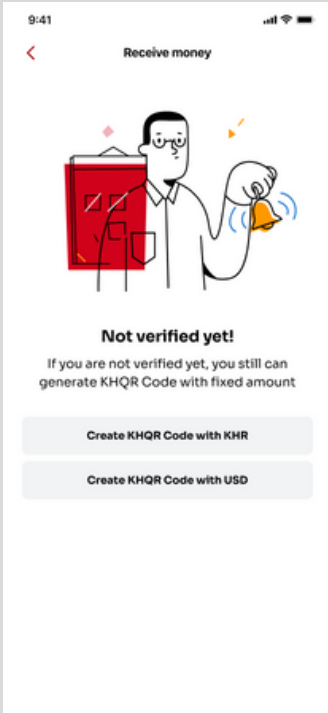 9:41
Receive money
Not verified yet!
If you are not verified yet, you still can
generate KHQR Code with fixed amount
Create KHQR Code with KHR
Create KHQR Code with USD